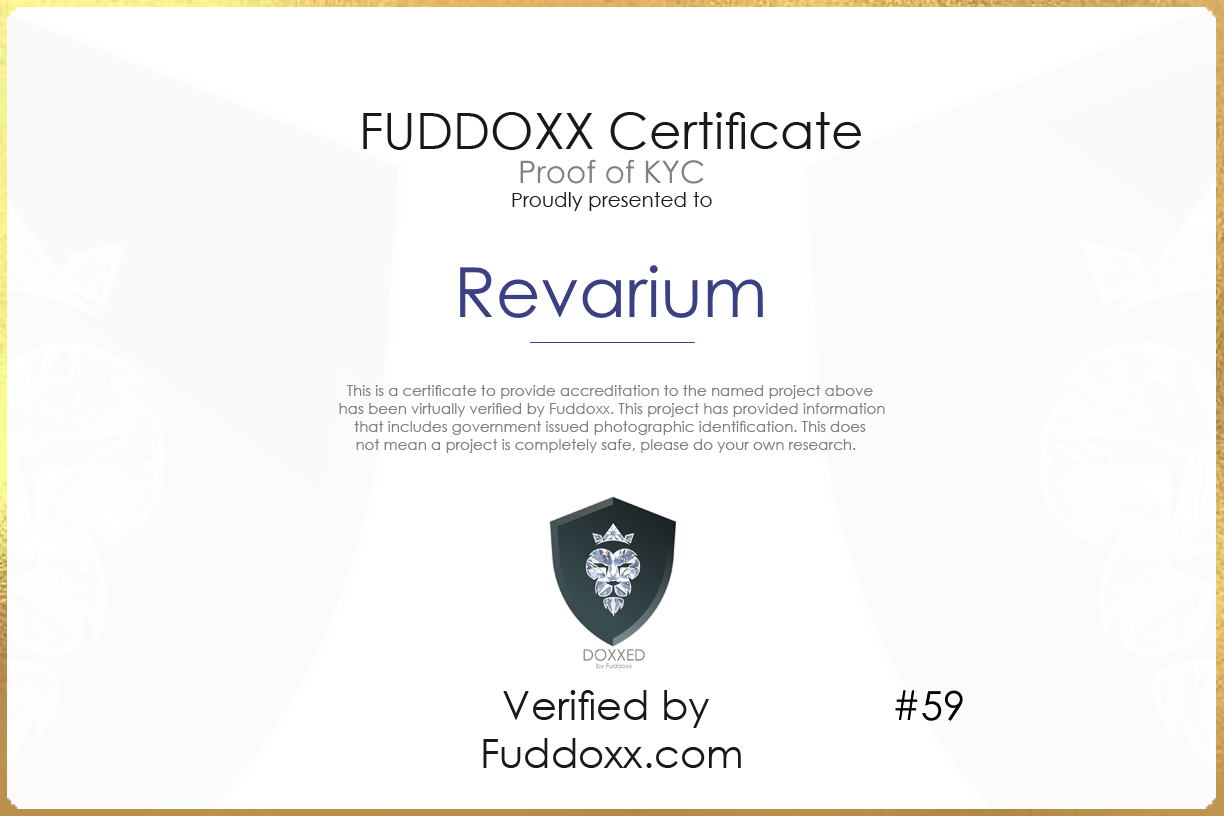 FUDDOXX Certificate
Proof of KYC
Proudly presented to
Revarium
This is a certificate to provide accreditation to the named project above
has been virtually verified by Fuddoxx. This project has provided information
that includes government issued photographic identification. This does
not mean a project is completely safe, please do your own research.
DOXXED
by Fuddoxx
Verified by
#59
Fuddoxx.com